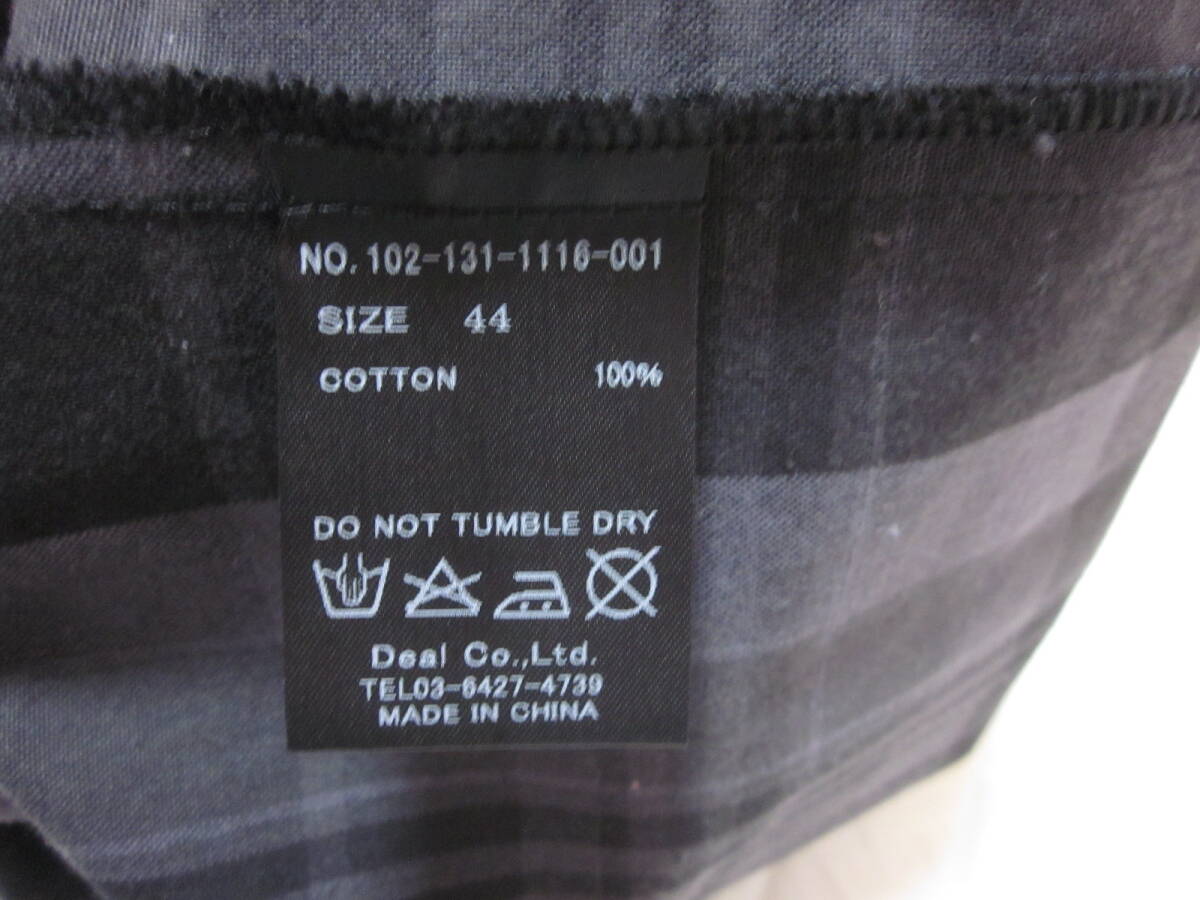 NO. 102-131-1116-001
SIZE 44
COTTON 100%
DO NOT TUMBLE DRY
Deal Co.,Ltd.
TEL03-6427-4739
MADE IN CHINA